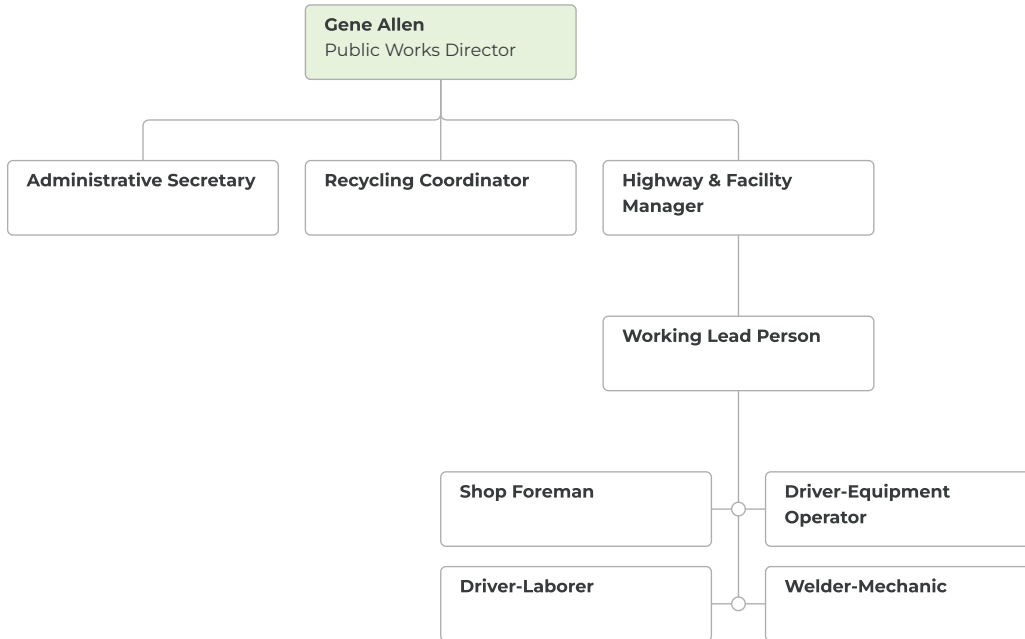 Gene Allen
Public Works Director
Administrative Secretary
Recycling Coordinator
Highway & Facility
Manager
Working Lead Person
Shop Foreman
Driver-Equipment
Operator
Driver-Laborer
Welder-Mechanic